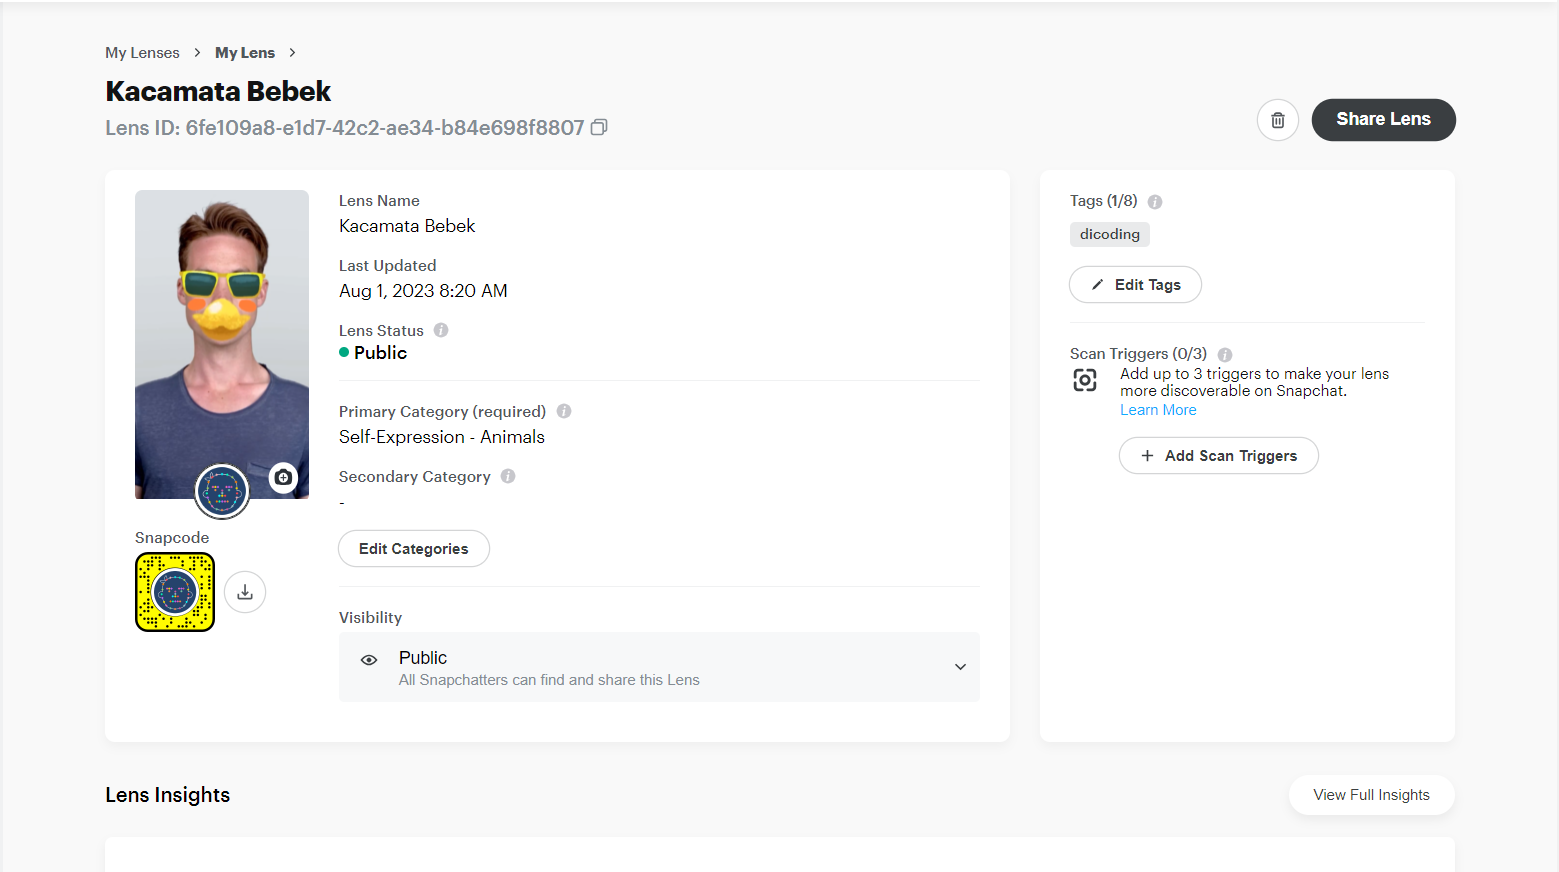 My Lenses > My Lens >
Kacamata Bebek
Lens ID: 6fe109a8-e1d7-42c2-ae34-b84e698f8807
Share Lens
Lens Name
Kacamata Bebek
Last Updated
Aug 1, 2023 8:20 AM
Lens Status
Public
Primary Category (required)
Self-Expression - Animals
Secondary Category
-
Edit Categories
Snapcode
Visibility
Public
All Snapchatters can find and share this Lens
Tags (1/8)
dicoding
Edit Tags
Scan Triggers (0/3)
Add up to 3 triggers to make your lens
more discoverable on Snapchat.
Learn More
+ Add Scan Triggers
Lens Insights
View Full Insights